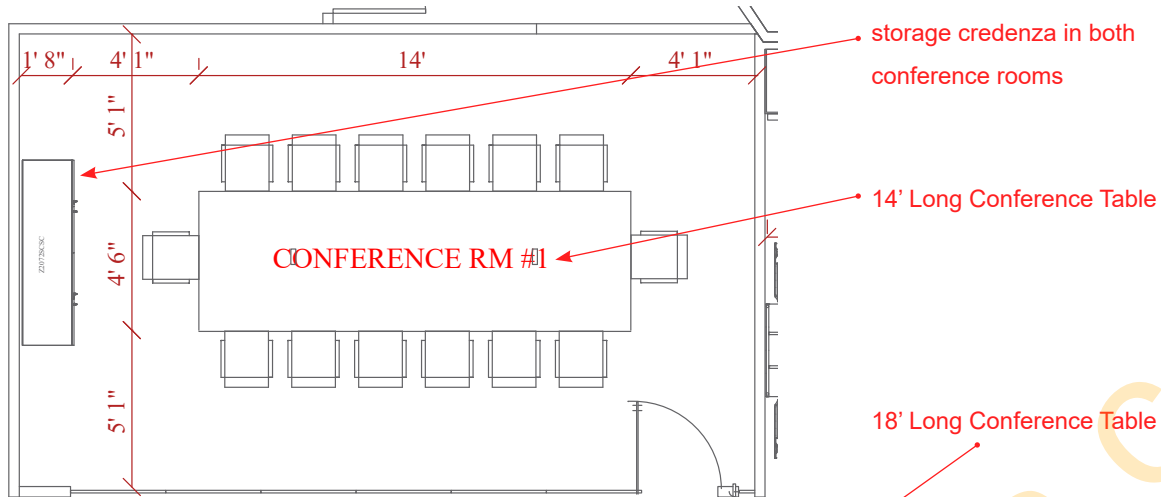 storage credenza in both
conference rooms
1' 8" 4' 1" 14' 4' 1"
5' 1"
14’ Long Conference Table
4' 6"
CONFERENCE RM #1
5' 1"
18’ Long Conference Table